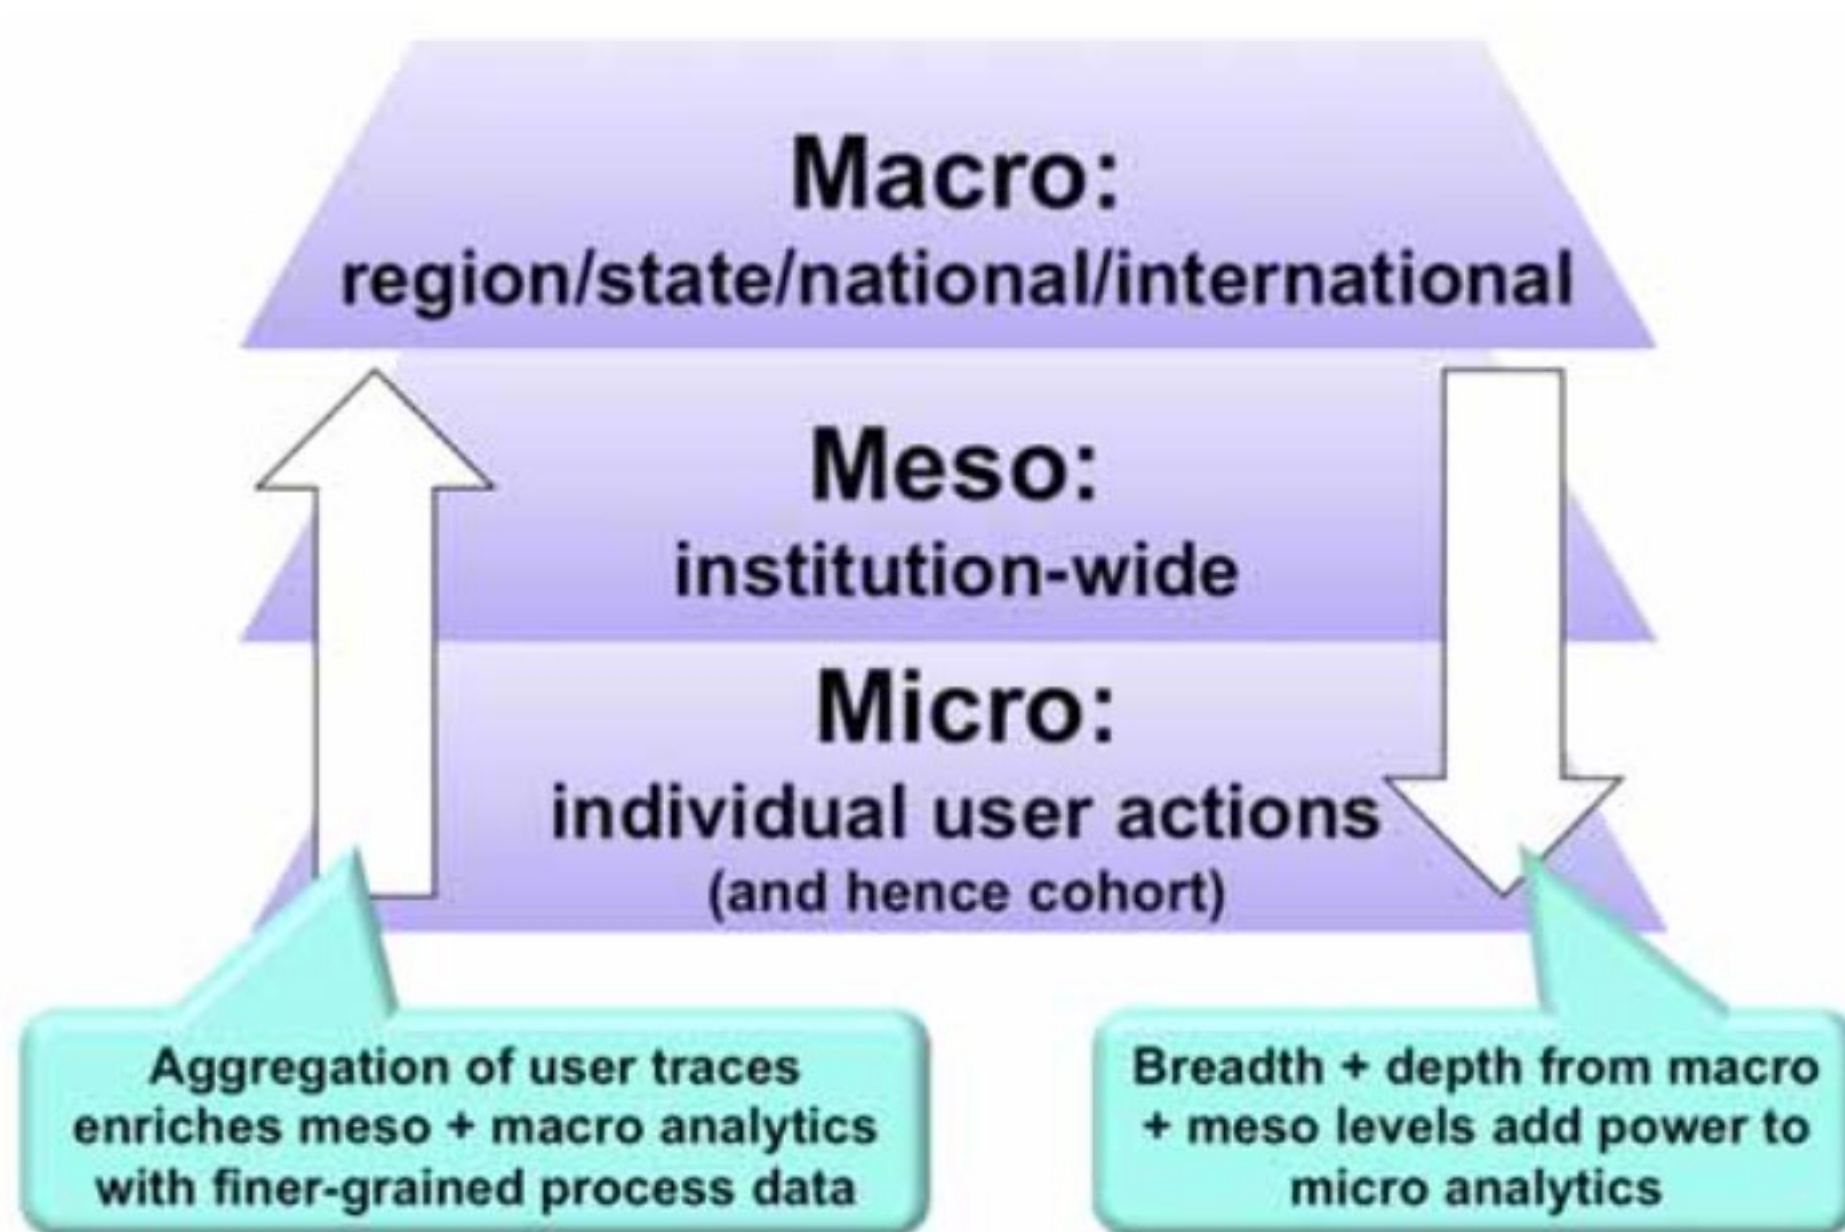 Macro:
region/state/national/international
Meso:
institution-wide
Micro:
individual user actions
(and hence cohort)
Aggregation of user traces
enriches meso + macro analytics
with finer-grained process data
Breadth + depth from macro
+ meso levels add power to
micro analytics